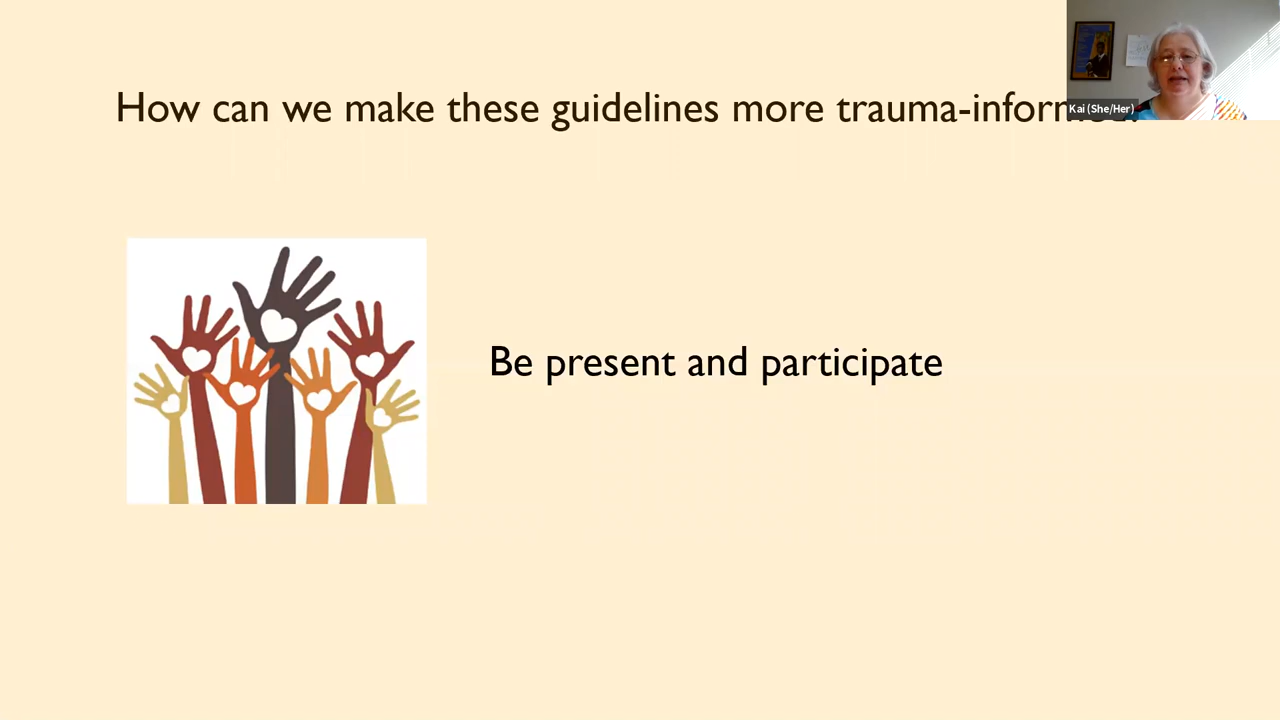 How can we make these guidelines more
Kai (She/Her)
Be present and participate